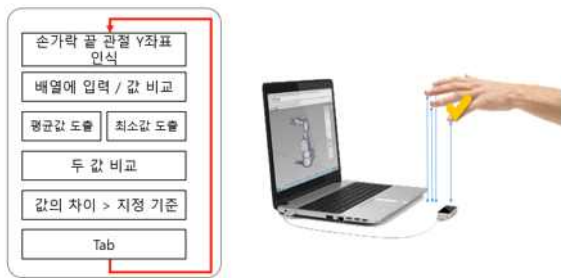 손가락 끝 관절 Y좌표
인식
배열에 입력 / 값 비교
평균값 도출
최소값 도출
두 값 비교
값의 차이 > 지정 기준
Tab